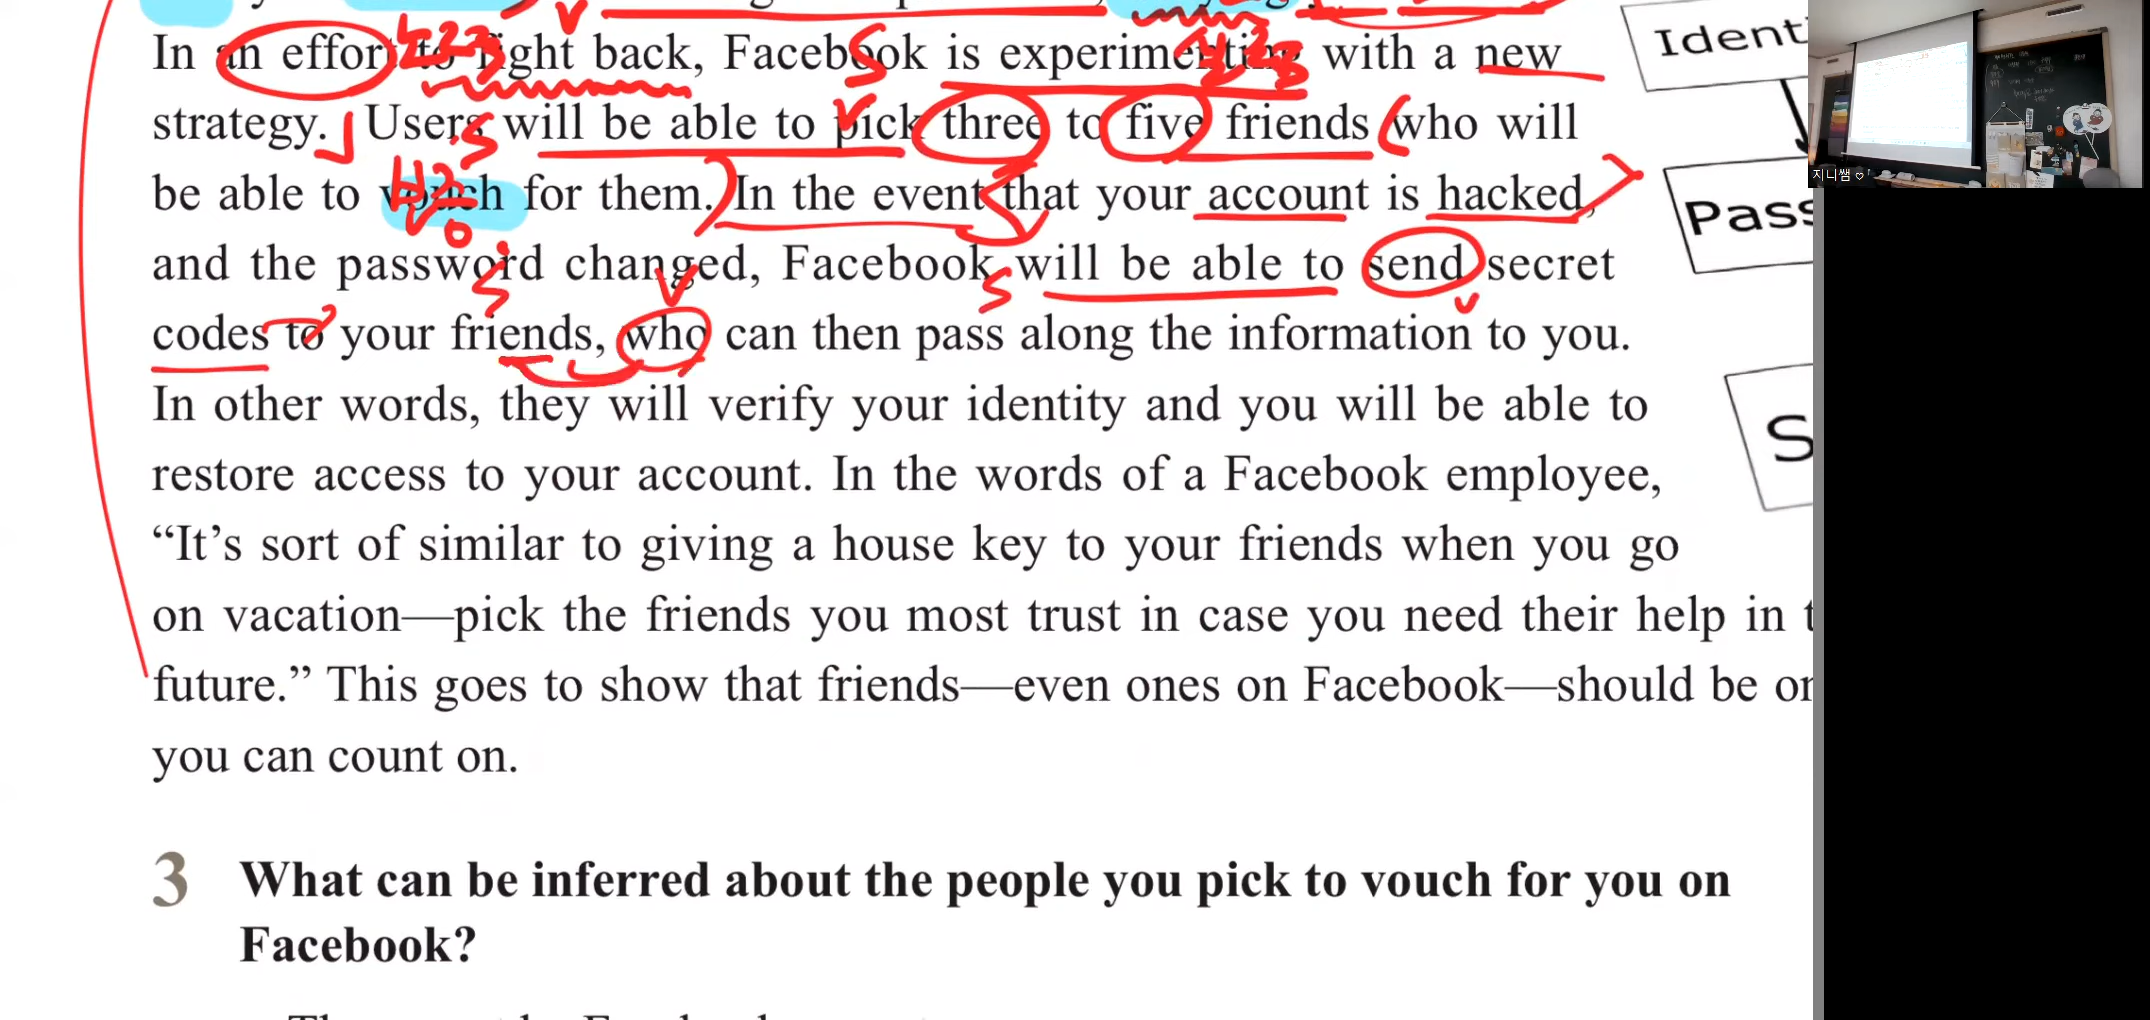 In an effort to fight back, Facebook is experimenting with a new
strategy. Users will be able to pick three to five friends who will
be able to vouch for them. In the event that your account is hacked,
and the password changed, Facebook will be able to send secret
codes to your friends, who can then pass along the information to you.
In other words, they will verify your identity and you will be able to
restore access to your account. In the words of a Facebook employee,
“It’s sort of similar to giving a house key to your friends when you go
on vacation—pick the friends you most trust in case you need their help in t
future.” This goes to show that friends—even ones on Facebook—should be on
you can count on.
3 What can be inferred about the people you pick to vouch for you on
Facebook?
Identi
Pass
S
지니쌤